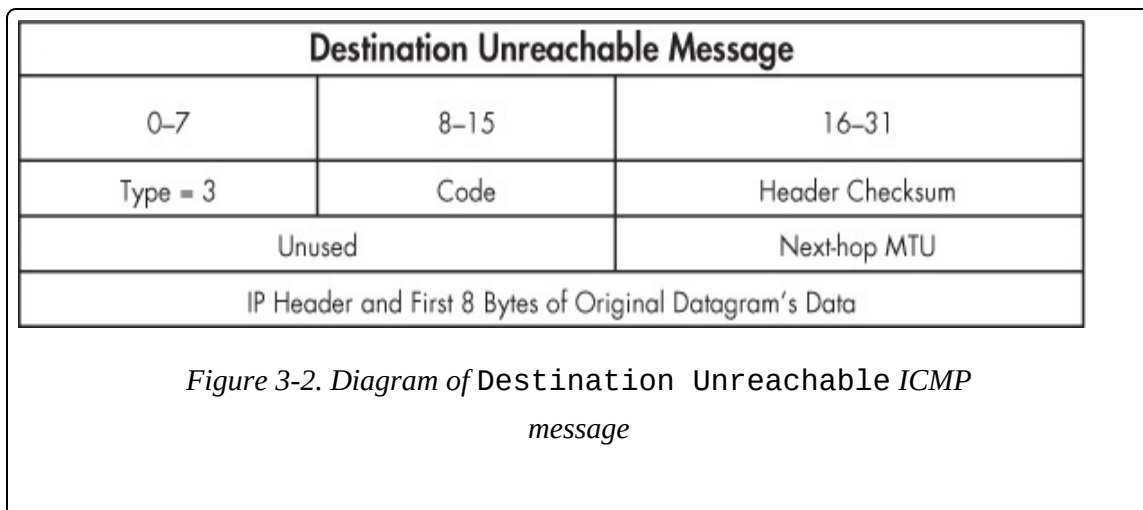 Destination Unreachable Message
0–7 8–15 16–31
Type = 3 Code Header Checksum
Unused Next-hop MTU
IP Header and First 8 Bytes of Original Datagram's Data
Figure 3-2. Diagram of Destination Unreachable ICMP
message